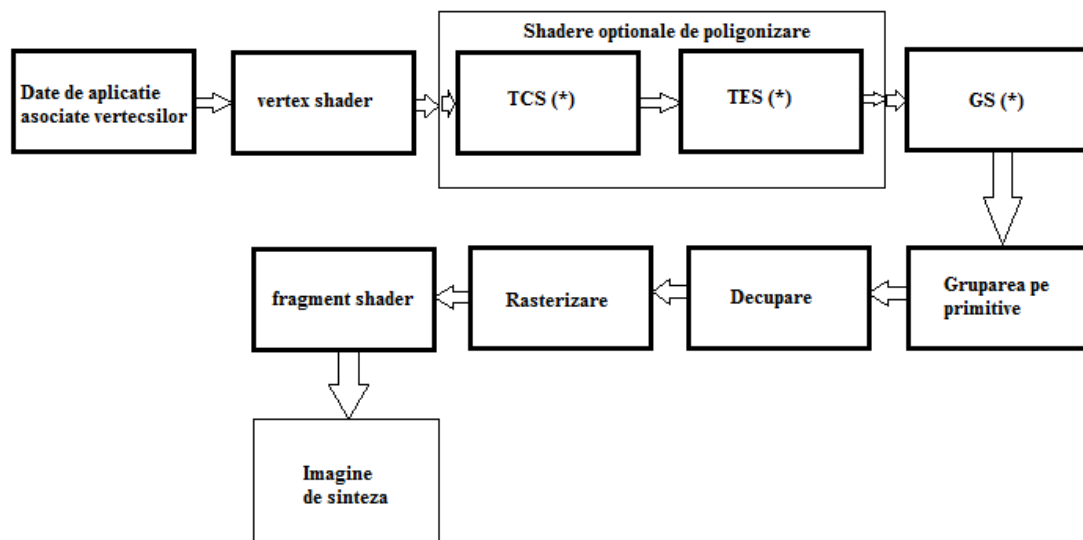 Shadere optionale de poligonizare
Date de aplicatie
asociate vertecsilor
vertex shader
TCS (*)
TES (*)
GS (*)
Gruparea pe
primitive
Decupare
Rasterizare
fragment shader
Imagine
de sinteza